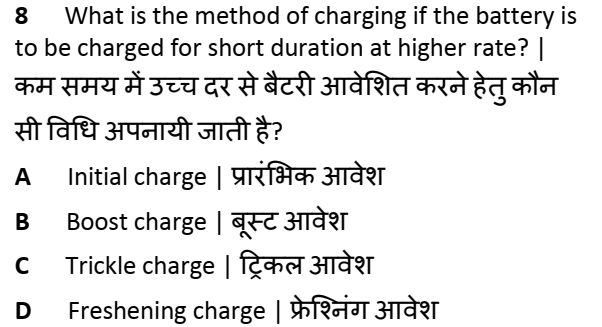 8 What is the method of charging if the battery is
to be charged for short duration at higher rate? |
कम समय में उच्च दर से बैटरी आवेशित करने हेतु कौन
सी विधि अपनायी जाती है?
A Initial charge | प्रारंभिक आवेश
B Boost charge | बूस्ट आवेश
C Trickle charge | ट्रिकल आवेश
D Freshening charge | फ्रेश्निंग आवेश